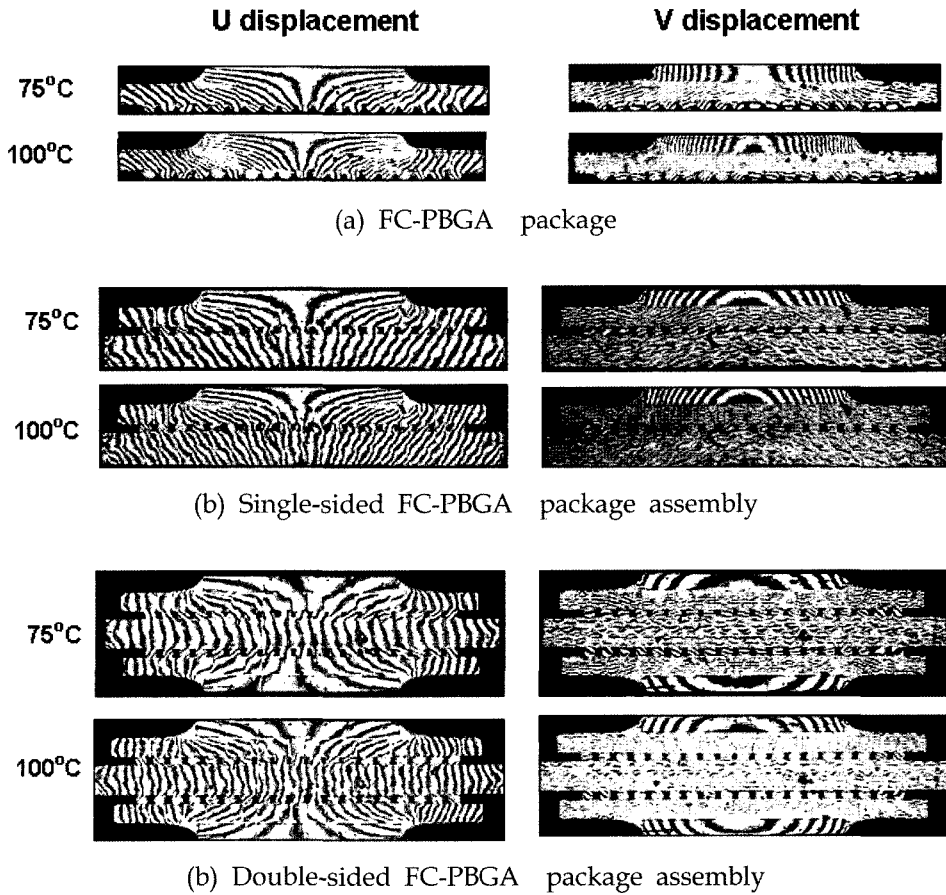 U displacement
V displacement
75°C
100°C
(a) FC-PBGA package
75°C
100°C
(b) Single-sided FC-PBGA package assembly
75°C
100°C
(b) Double-sided FC-PBGA package assembly